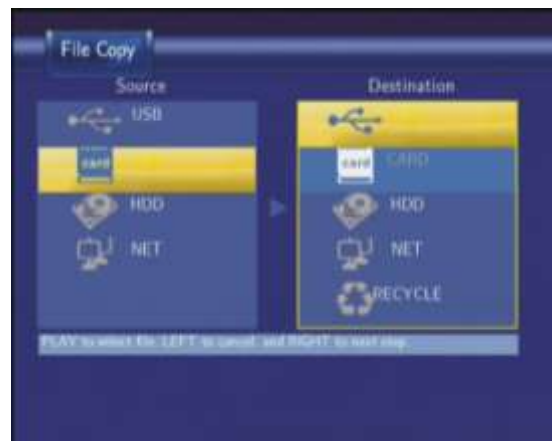 File Copy
Source
Destination
USB
card
HDD
NET
card CARD
HDD
NET
RECYCLE
PLAY to select file, LEFT to cancel, and RIGHT to next step.